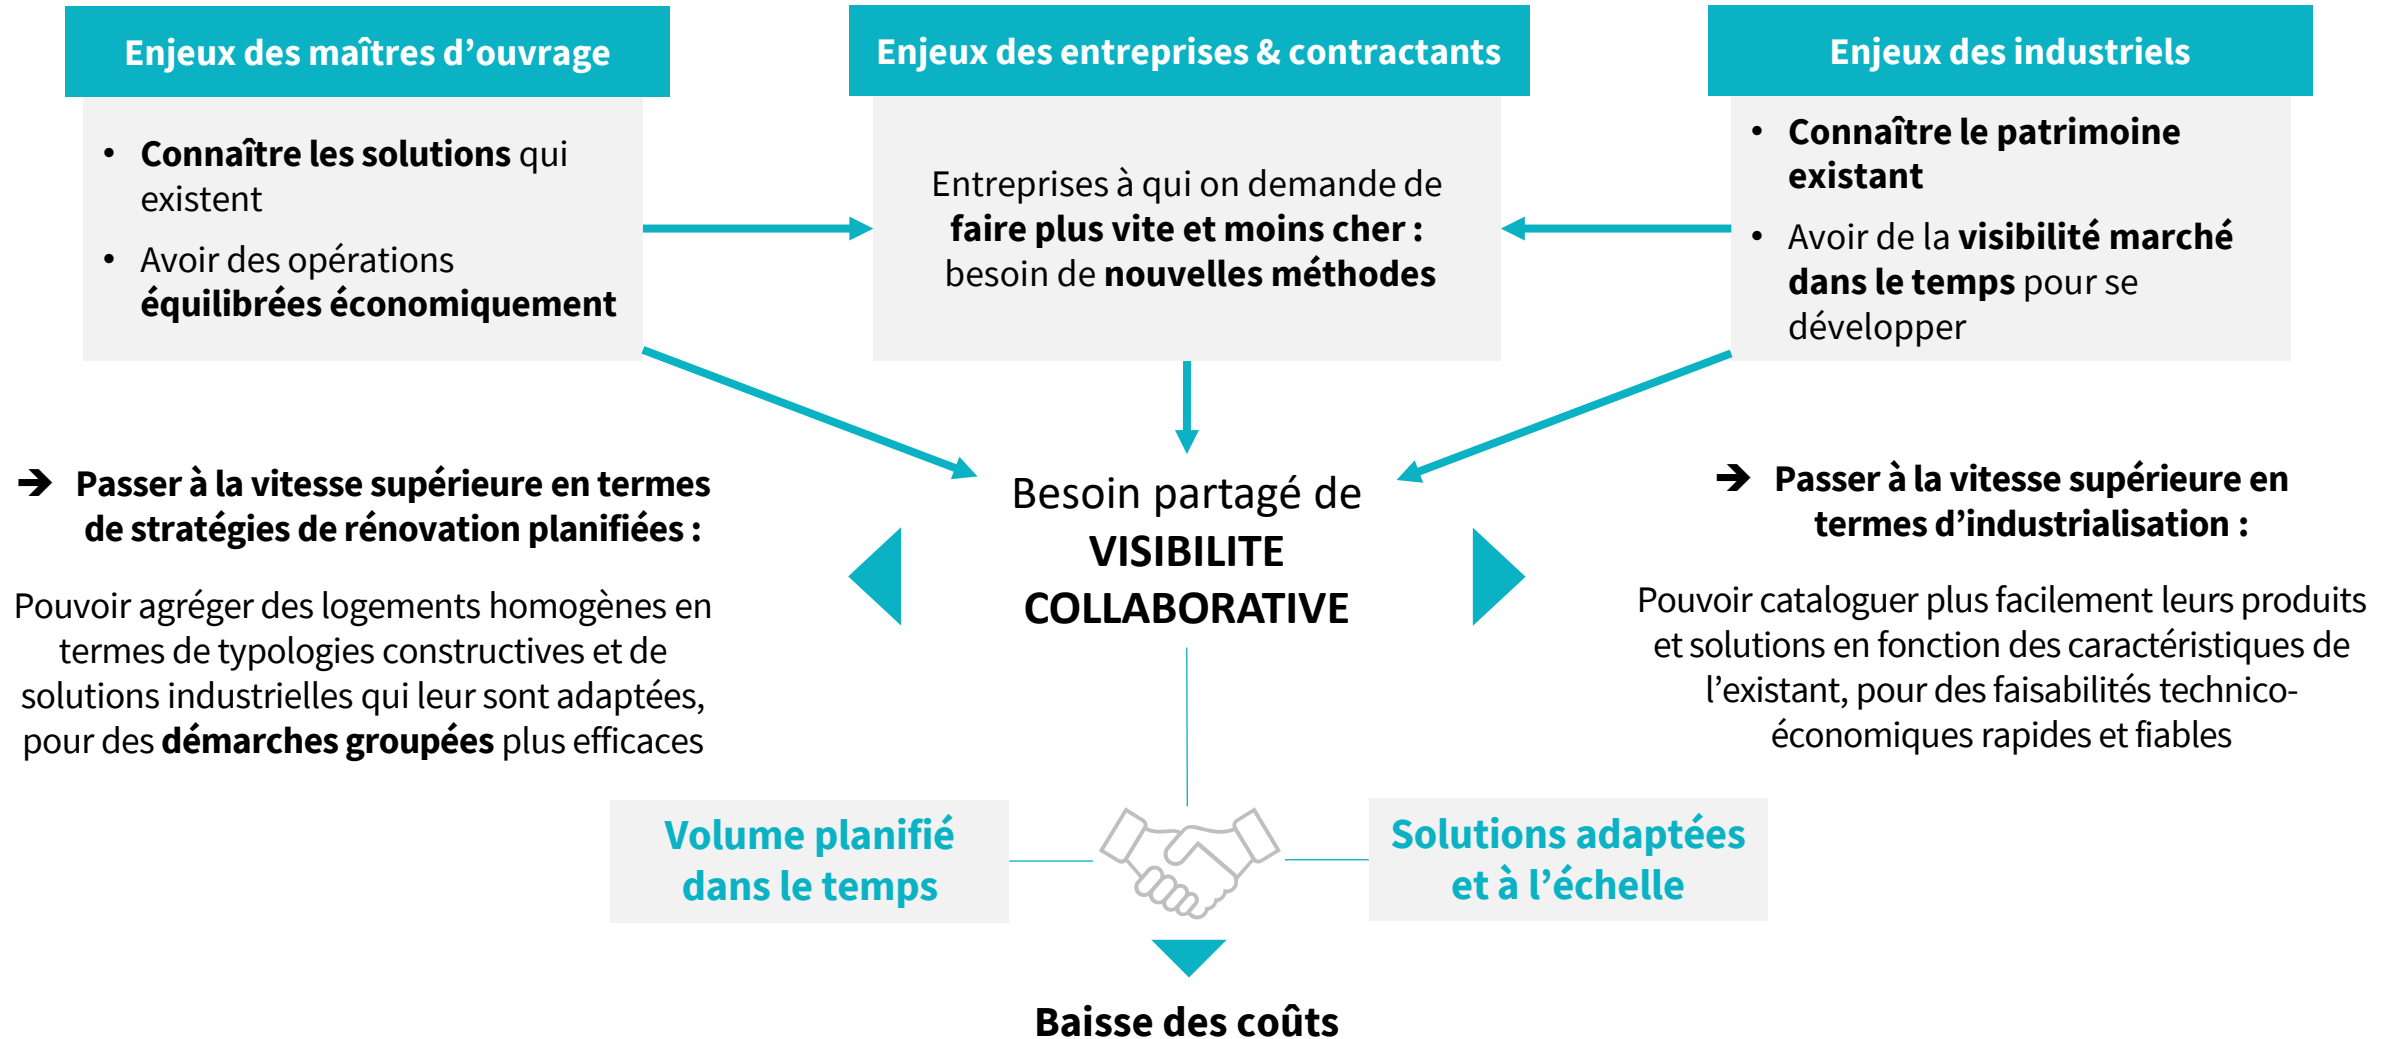 Enjeux des maîtres d’ouvrage
• Connaître les solutions qui
existent
• Avoir des opérations
équilibrées économiquement
Enjeux des entreprises & contractants
Entreprises à qui on demande de
faire plus vite et moins cher :
besoin de nouvelles méthodes
Enjeux des industriels
• Connaître le patrimoine
existant
• Avoir de la visibilité marché
dans le temps pour se
développer
➔ Passer à la vitesse supérieure en termes
de stratégies de rénovation planifiées :
Pouvoir agréger des logements homogènes en
termes de typologies constructives et de
solutions industrielles qui leur sont adaptées,
pour des démarches groupées plus efficaces
Besoin partagé de
VISIBILITE
COLLABORATIVE
➔ Passer à la vitesse supérieure en
termes d’industrialisation :
Pouvoir cataloguer plus facilement leurs produits
et solutions en fonction des caractéristiques de
l’existant, pour des faisabilités technico-
économiques rapides et fiables
Volume planifié
dans le temps
Solutions adaptées
et à l’échelle
Baisse des coûts